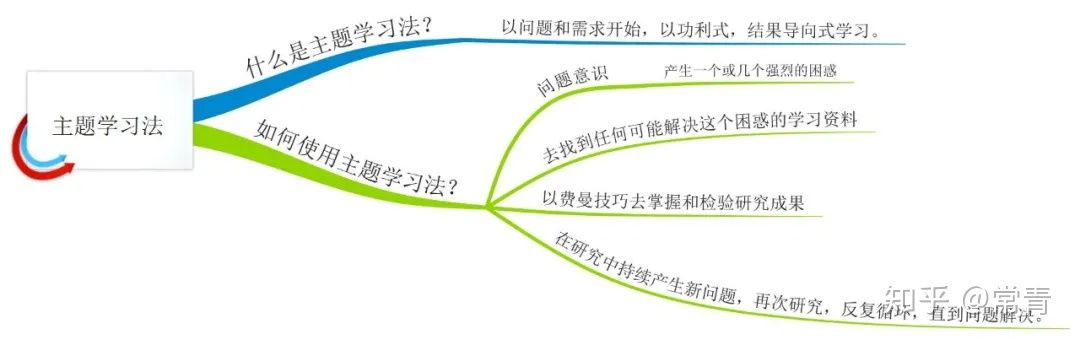 主题学习法
什么是主题学习法？
以问题和需求开始，以功利式，结果导向式学习。
如何使用主题学习法？
问题意识
产生一个或几个强烈的困惑
去找到任何可能解决这个困惑的学习资料
以费曼技巧去掌握和检验研究成果
在研究中持续产生新问题，再次研究，反复循环，直到问题解决。
知乎 @常青